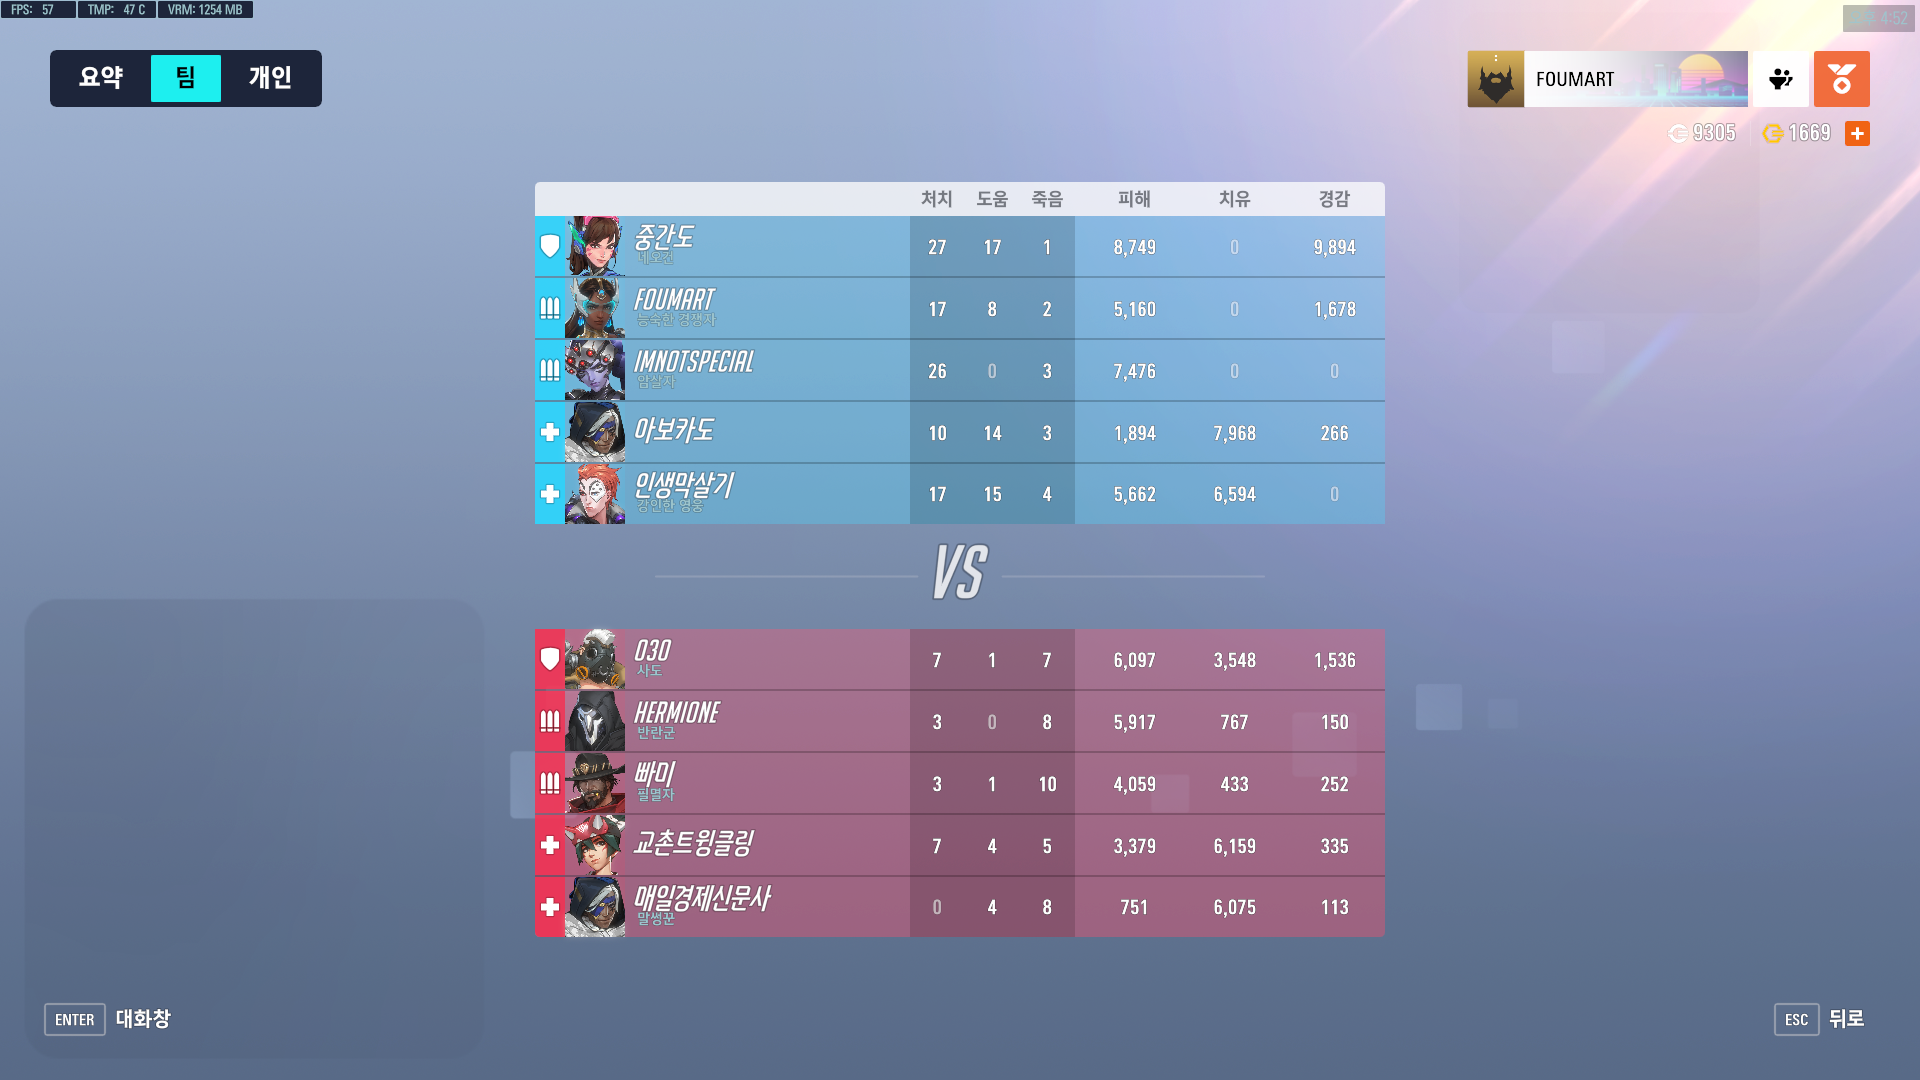 FPS: 57 TMP: 47 C VRM: 1254 MB
4:52
요약 팀 개인
FOUMART
9305 1669
처치 도움 죽음 피해 치유 경감
중간도 27 17 1 8,749 0 9,894
네오전
FOUMART 17 8 2 5,160 0 1,678
능숙한 경쟁자
IMNOTSPECIAL 26 0 3 7,476 0 0
암살자
아보카도 10 14 3 1,894 7,968 266
인생막살기 17 15 4 5,662 6,594 0
강인한 영웅
VS
030 7 1 7 6,097 3,548 1,536
사도
HERMIONE 3 0 8 5,917 767 150
반란군
빠미 3 1 10 4,059 433 252
필멸자
교촌트윙클링 7 4 5 3,379 6,159 335
매일경제신문사 0 4 8 751 6,075 113
말썽꾼
ENTER 대화창
ESC 뒤로